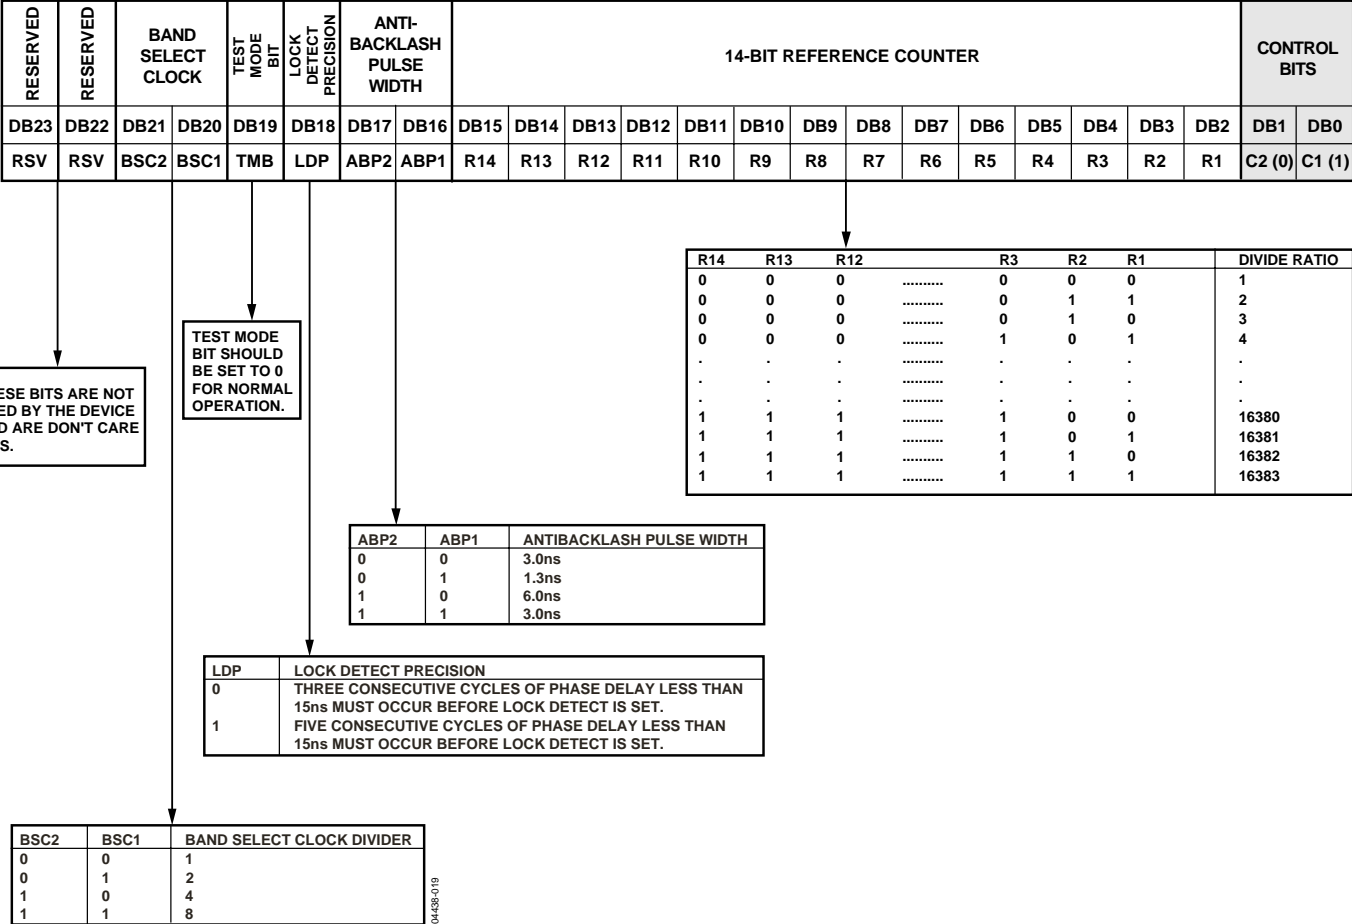 RESERVED
RESERVED
BAND
SELECT
CLOCK
TEST
MODE
BIT
LOCK
DETECT
PRECISION
ANTI-
BACKLASH
PULSE
WIDTH
14-BIT REFERENCE COUNTER
CONTROL
BITS
DB23 DB22 DB21 DB20 DB19 DB18 DB17 DB16 DB15 DB14 DB13 DB12 DB11 DB10 DB9 DB8 DB7 DB6 DB5 DB4 DB3 DB2 DB1 DB0
RSV RSV BSC2 BSC1 TMB LDP ABP2 ABP1 R14 R13 R12 R11 R10 R9 R8 R7 R6 R5 R4 R3 R2 R1 C2 (0) C1 (1)
R14 R13 R12 R3 R2 R1 DIVIDE RATIO
0 0 0 .......... 0 0 0 1
0 0 0 .......... 0 1 1 2
0 0 0 .......... 0 1 0 3
0 0 0 .......... 1 0 1 4
. . . .......... . . . .
. . . .......... . . . .
. . . .......... . . . .
1 1 1 .......... 1 0 0 16380
1 1 1 .......... 1 0 1 16381
1 1 1 .......... 1 1 0 16382
1 1 1 .......... 1 1 1 16383
TEST MODE
BIT SHOULD
BE SET TO 0
FOR NORMAL
OPERATION.
ESE BITS ARE NOT
ED BY THE DEVICE
D ARE DON'T CARE
S.
ABP2 ABP1 ANTIBACKLASH PULSE WIDTH
0 0 3.0ns
0 1 1.3ns
1 0 6.0ns
1 1 3.0ns
LDP LOCK DETECT PRECISION
0 THREE CONSECUTIVE CYCLES OF PHASE DELAY LESS THAN
15ns MUST OCCUR BEFORE LOCK DETECT IS SET.
1 FIVE CONSECUTIVE CYCLES OF PHASE DELAY LESS THAN
15ns MUST OCCUR BEFORE LOCK DETECT IS SET.
BSC2 BSC1 BAND SELECT CLOCK DIVIDER
0 0 1
0 1 2
1 0 4
1 1 8
04438-019